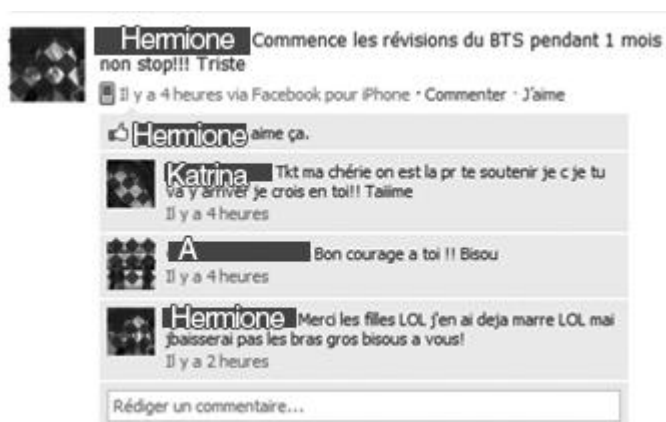 Hermione Commence les révisions du BTS pendant 1 mois
non stop!!! Triste
Il y a 4 heures via Facebook pour iPhone · Commenter · J'aime
Hermione aime ça.
Katrina Tkt ma chérie on est la pr te soutenir je c je tu
va y arriver je crois en toi!! Taiiime
Il y a 4 heures
A Bon courage a toi !! Bisou
Il y a 4 heures
Hermione Merci les filles LOL j'en ai deja marre LOL mai
jbaisserai pas les bras gros bisous a vous!
Il y a 2 heures
Rédiger un commentaire...